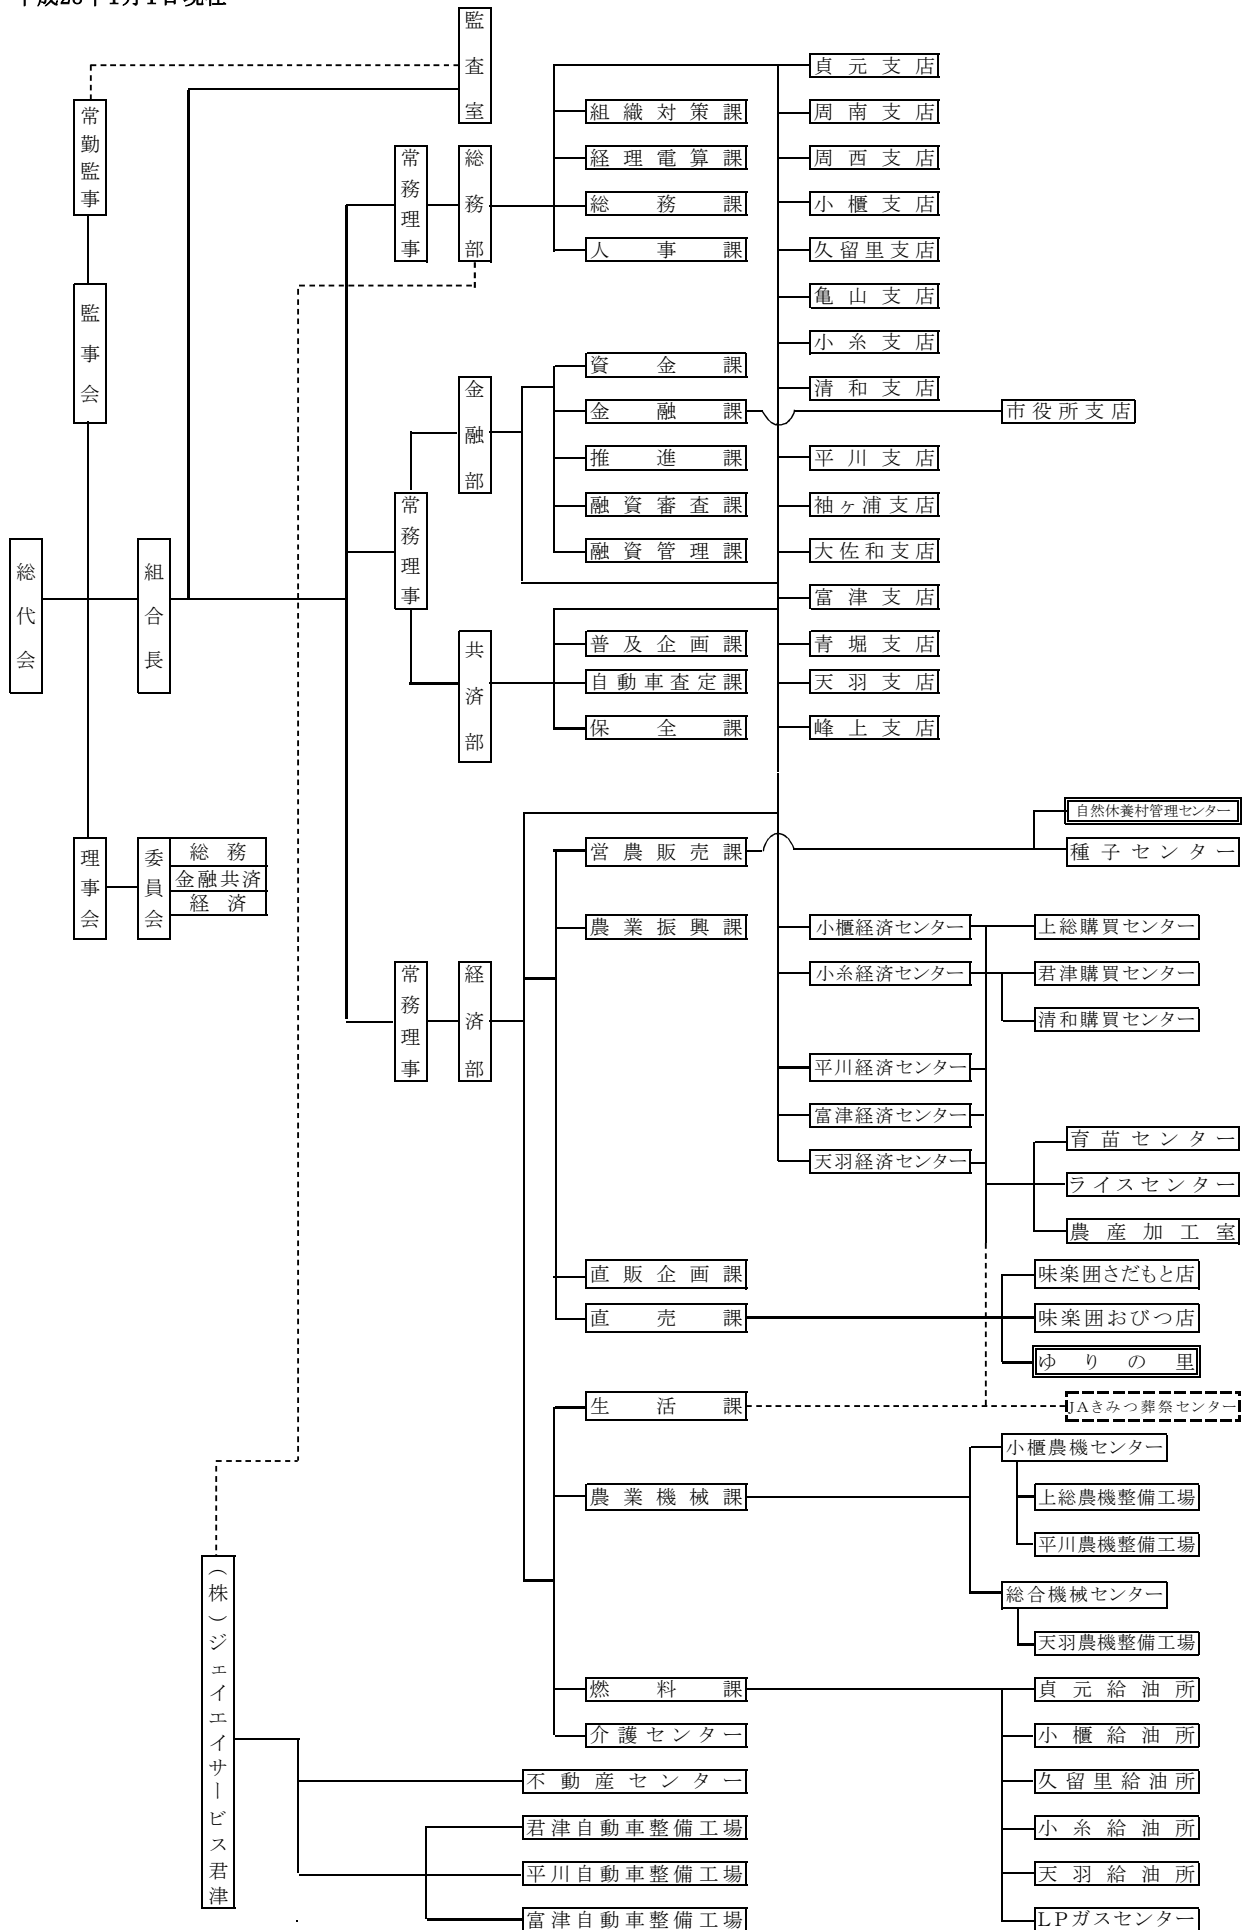 監査室
常勤監事
監事会
総代会
組合長
理事会
委員会
総務
金融共済
経済
常務理事
総務部
組織対策課
経理電算課
総務課
人事課
常務理事
金融部
資金課
金融課
推進課
融資審査課
融資管理課
共済部
普及企画課
自動車査定課
保全課
貞元支店
周南支店
周西支店
小櫃支店
久留里支店
亀山支店
小糸支店
清和支店
市役所支店
平川支店
袖ヶ浦支店
大佐和支店
富津支店
青堀支店
天羽支店
峰上支店
常務理事
経済部
営農販売課
自然休養村管理センター
種子センター
農業振興課
小櫃経済センター
上総購買センター
小糸経済センター
君津購買センター
清和購買センター
平川経済センター
富津経済センター
天羽経済センター
育苗センター
ライスセンター
農産加工室
直販企画課
直売課
味楽囲さだもと店
味楽囲おびつ店
ゆりの里
生活課
JAきみつ葬祭センター
農業機械課
小櫃農機センター
上総農機整備工場
平川農機整備工場
総合機械センター
天羽農機整備工場
燃料課
貞元給油所
小櫃給油所
久留里給油所
小糸給油所
天羽給油所
LPガスセンター
介護センター
(株)ジェイエイサービス君津
不動産センター
君津自動車整備工場
平川自動車整備工場
富津自動車整備工場